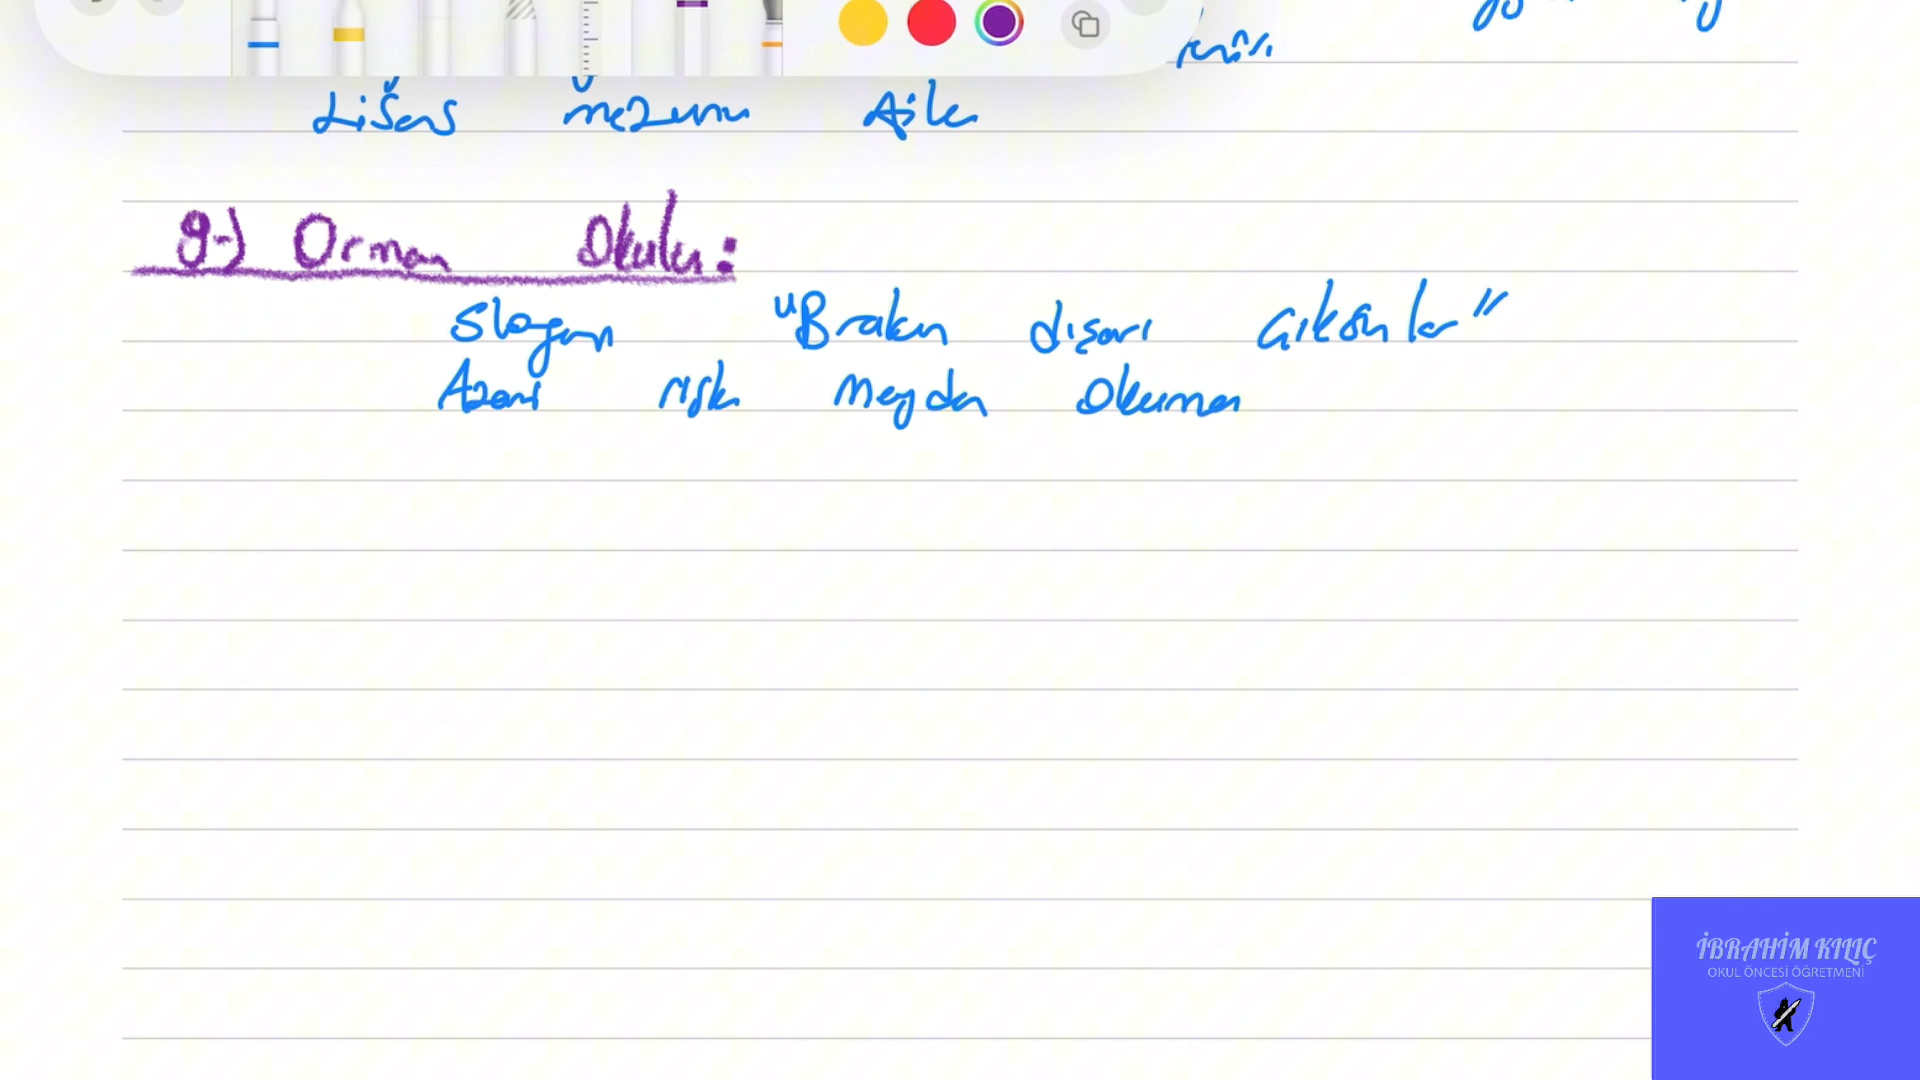 Lisans mezunu Aile
9-) Orman Okulu:
Slogan "Bırakın dışarı çıksınlar"
Azami risk Meydan Okuma
İBRAHİM KILIÇ
OKUL ÖNCESİ ÖĞRETMENİ